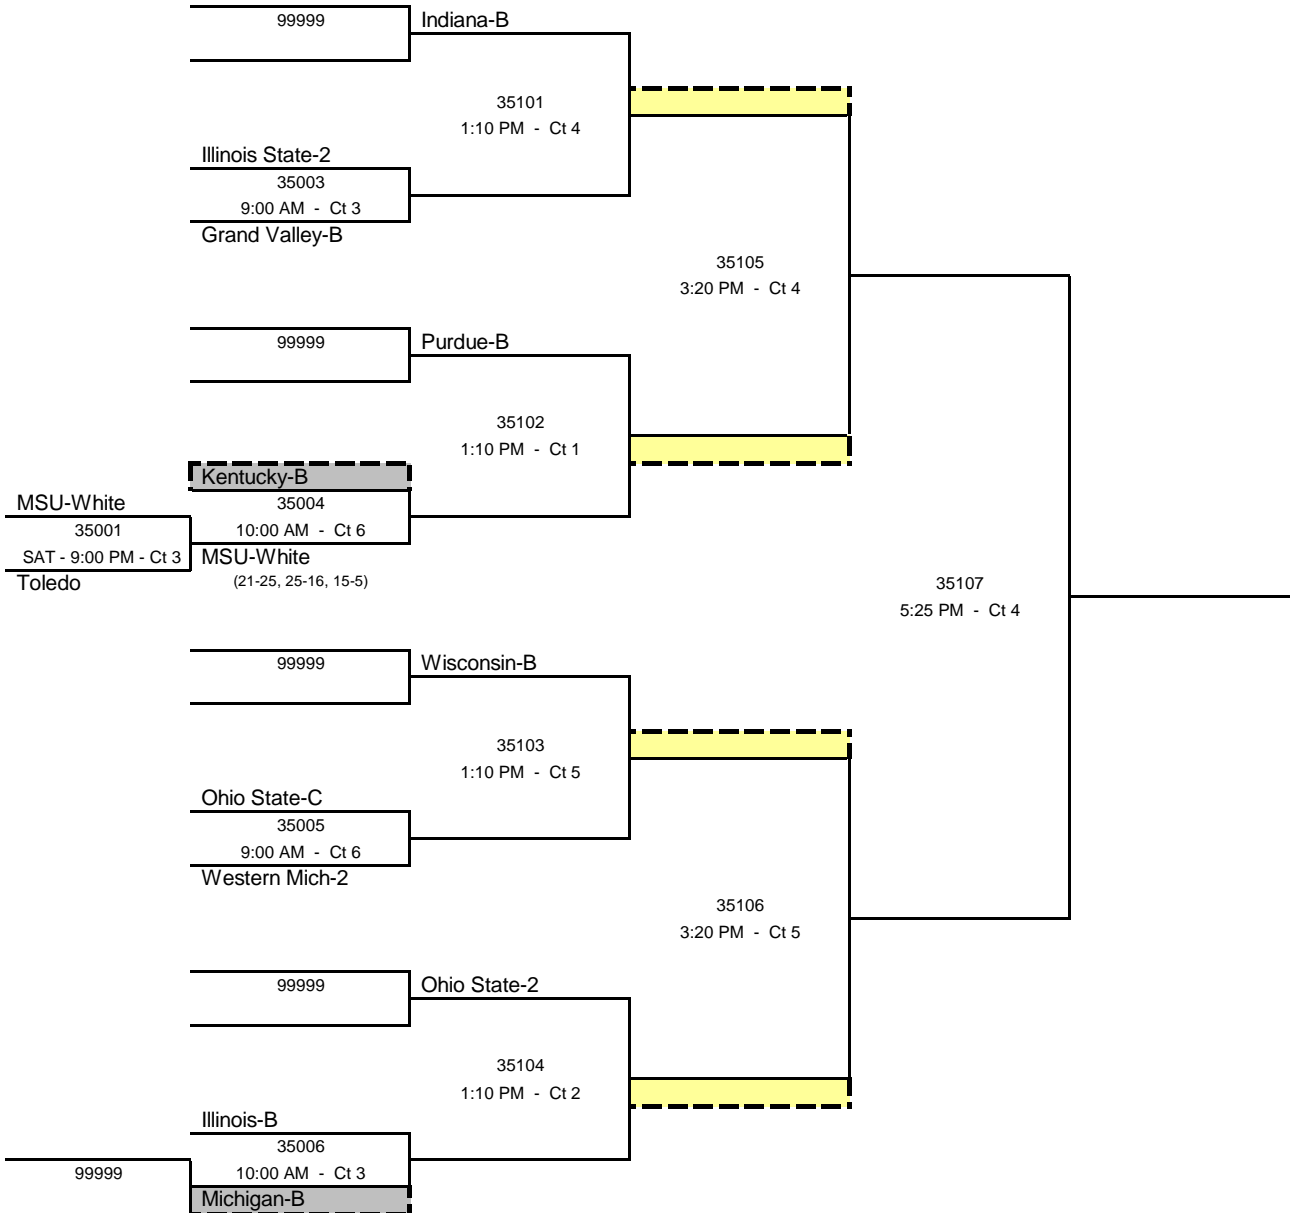 99999
Indiana-B
35101
1:10 PM - Ct 4
Illinois State-2
35003
9:00 AM - Ct 3
Grand Valley-B
35105
3:20 PM - Ct 4
99999
Purdue-B
35102
1:10 PM - Ct 1
Kentucky-B
MSU-White
35004
35001
10:00 AM - Ct 6
SAT - 9:00 PM - Ct 3
MSU-White
Toledo
(21-25, 25-16, 15-5)
35107
5:25 PM - Ct 4
99999
Wisconsin-B
35103
1:10 PM - Ct 5
Ohio State-C
35005
9:00 AM - Ct 6
Western Mich-2
35106
3:20 PM - Ct 5
99999
Ohio State-2
35104
1:10 PM - Ct 2
Illinois-B
35006
99999
10:00 AM - Ct 3
Michigan-B